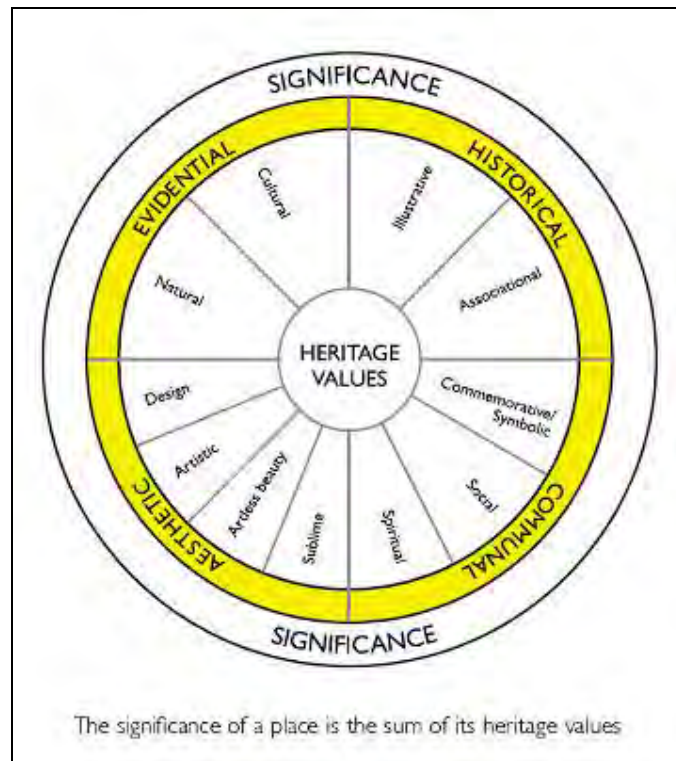 SIGNIFICANCE
EVIDENTIAL
HISTORICAL
Cultural
Illustrative
Natural
Associational
HERITAGE
VALUES
Design
Commemorative/
Symbolic
Artistic
Social
Artless beauty
Spiritual
Sublime
AESTHETIC
COMMUNAL
SIGNIFICANCE
The significance of a place is the sum of its heritage values